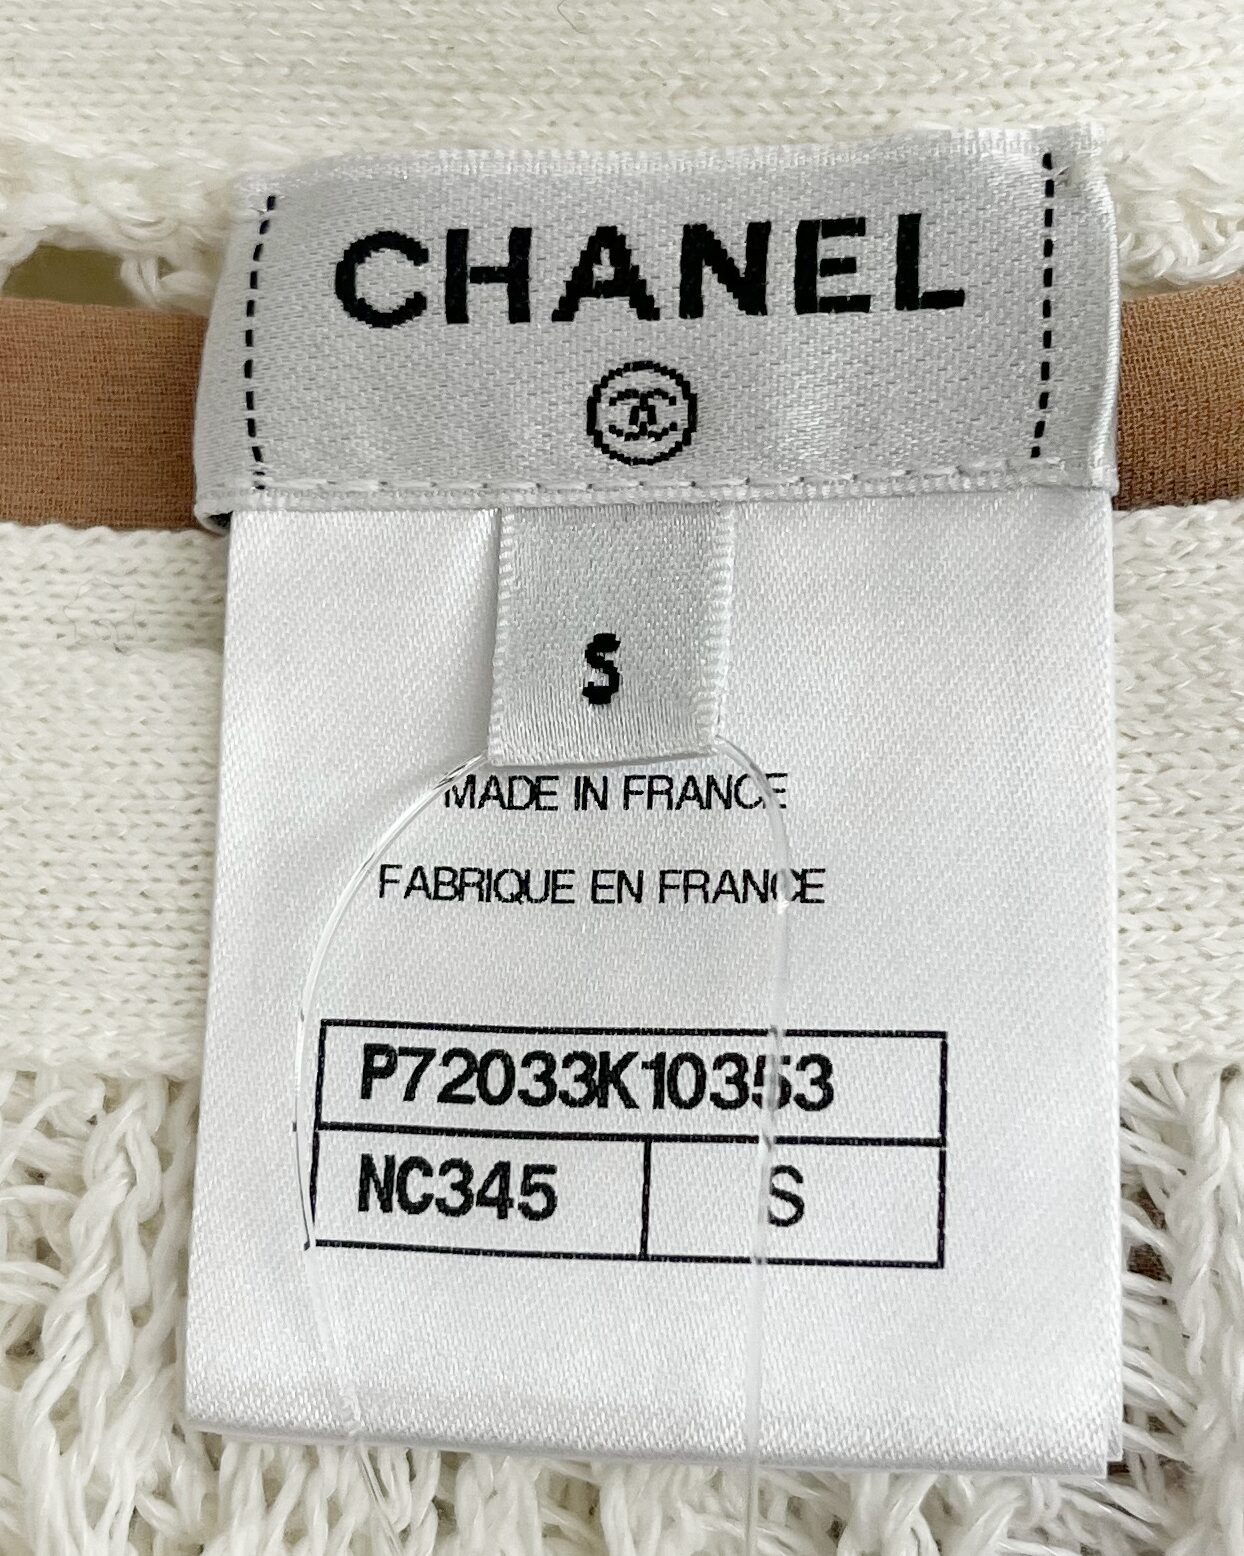 CHANEL
S
MADE IN FRANCE
FABRIQUE EN FRANCE
P72033K10353
NC345 S